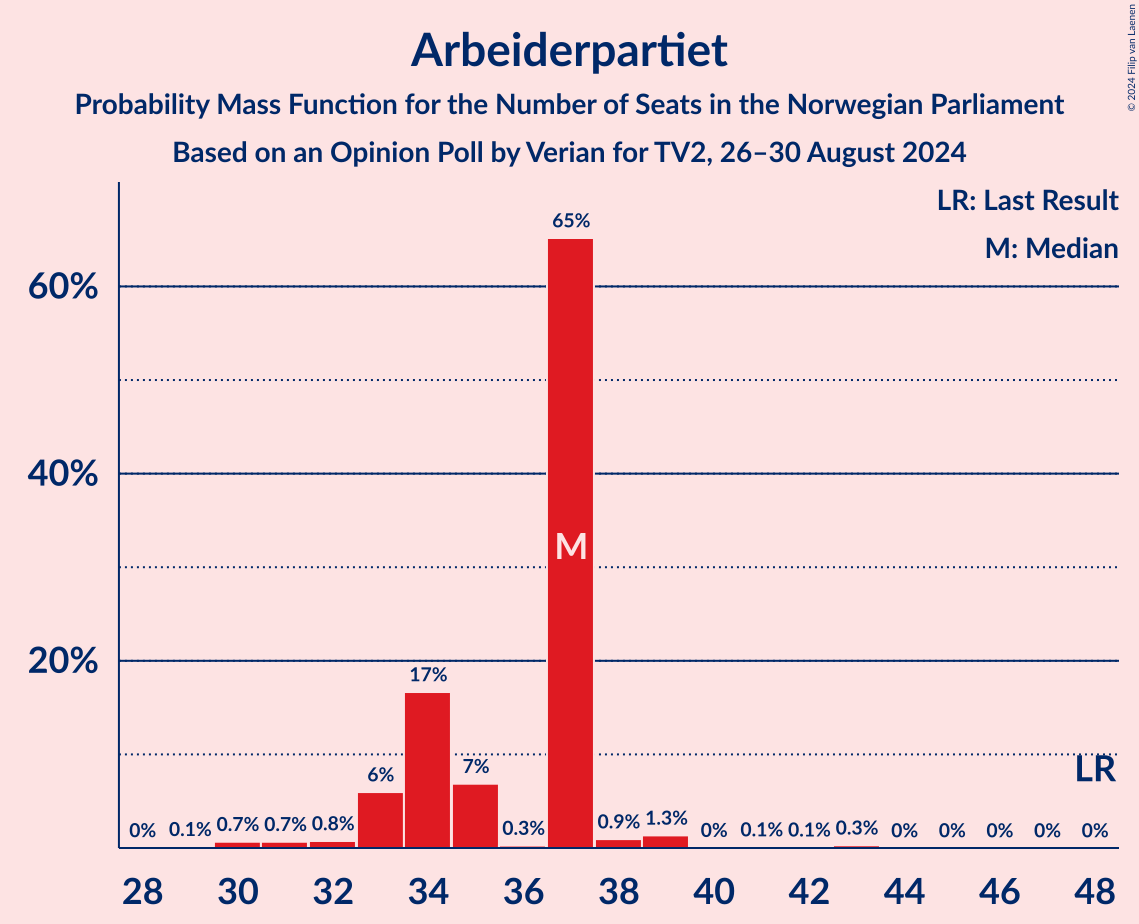 Arbeiderpartiet
Probability Mass Function for the Number of Seats in the Norwegian Parliament
Based on an Opinion Poll by Verian for TV2, 26–30 August 2024
© 2024 Filip van Laenen
LR: Last Result
M: Median
60%
40%
20%
65%
M
17%
7%
6%
LR
0% 0.1% 0.7% 0.7% 0.8% 0.3% 0.9% 1.3% 0% 0.1% 0.1% 0.3% 0% 0% 0% 0% 0%
28 30 32 34 36 38 40 42 44 46 48